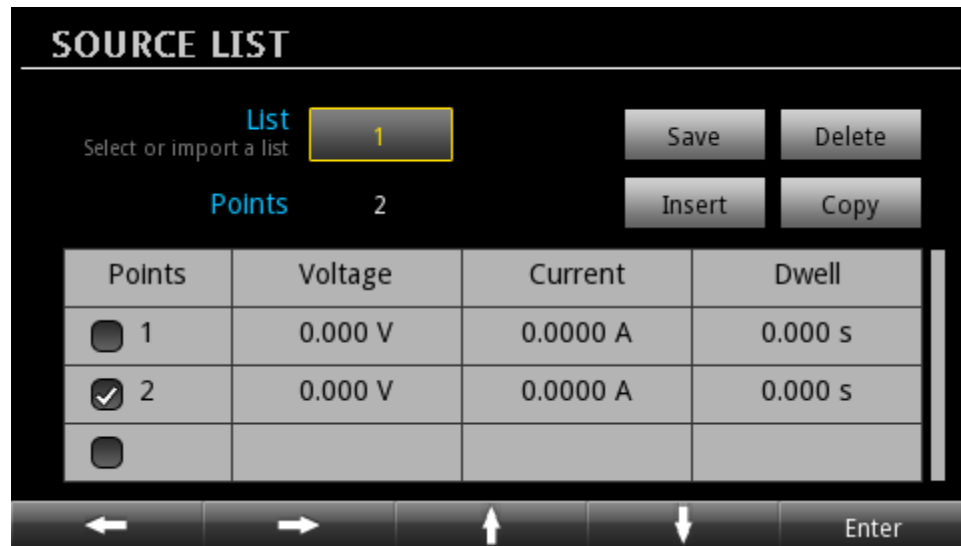 SOURCE LIST
List
Select or import a list
1
Save
Delete
Points
2
Insert
Copy
Points Voltage Current Dwell
1 0.000 V 0.0000 A 0.000 s
2 0.000 V 0.0000 A 0.000 s
Enter